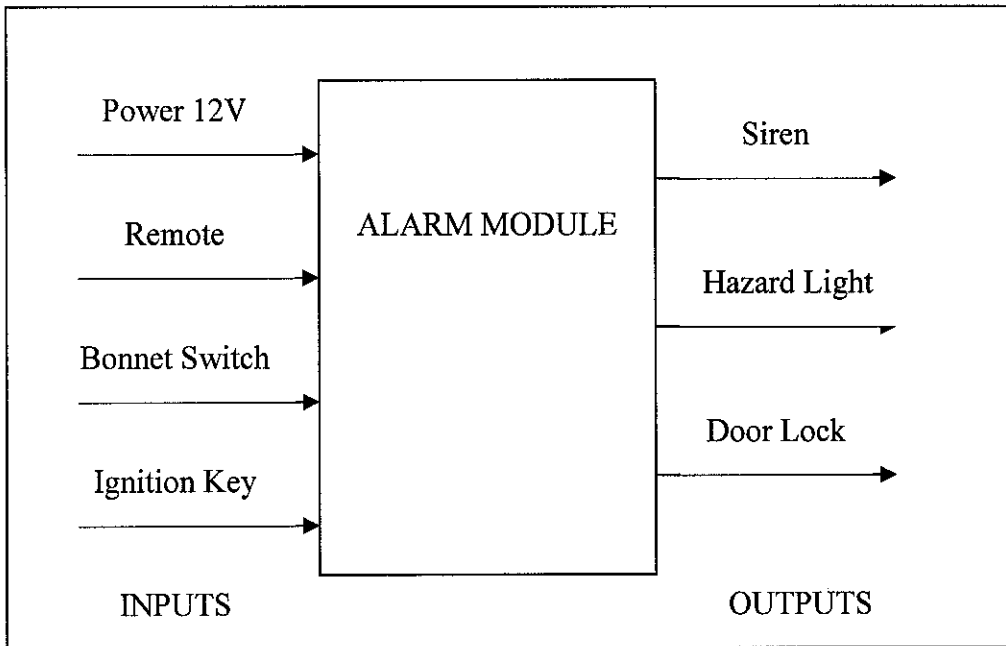 Power 12V
Remote
Bonnet Switch
Ignition Key
INPUTS
ALARM MODULE
Siren
Hazard Light
Door Lock
OUTPUTS